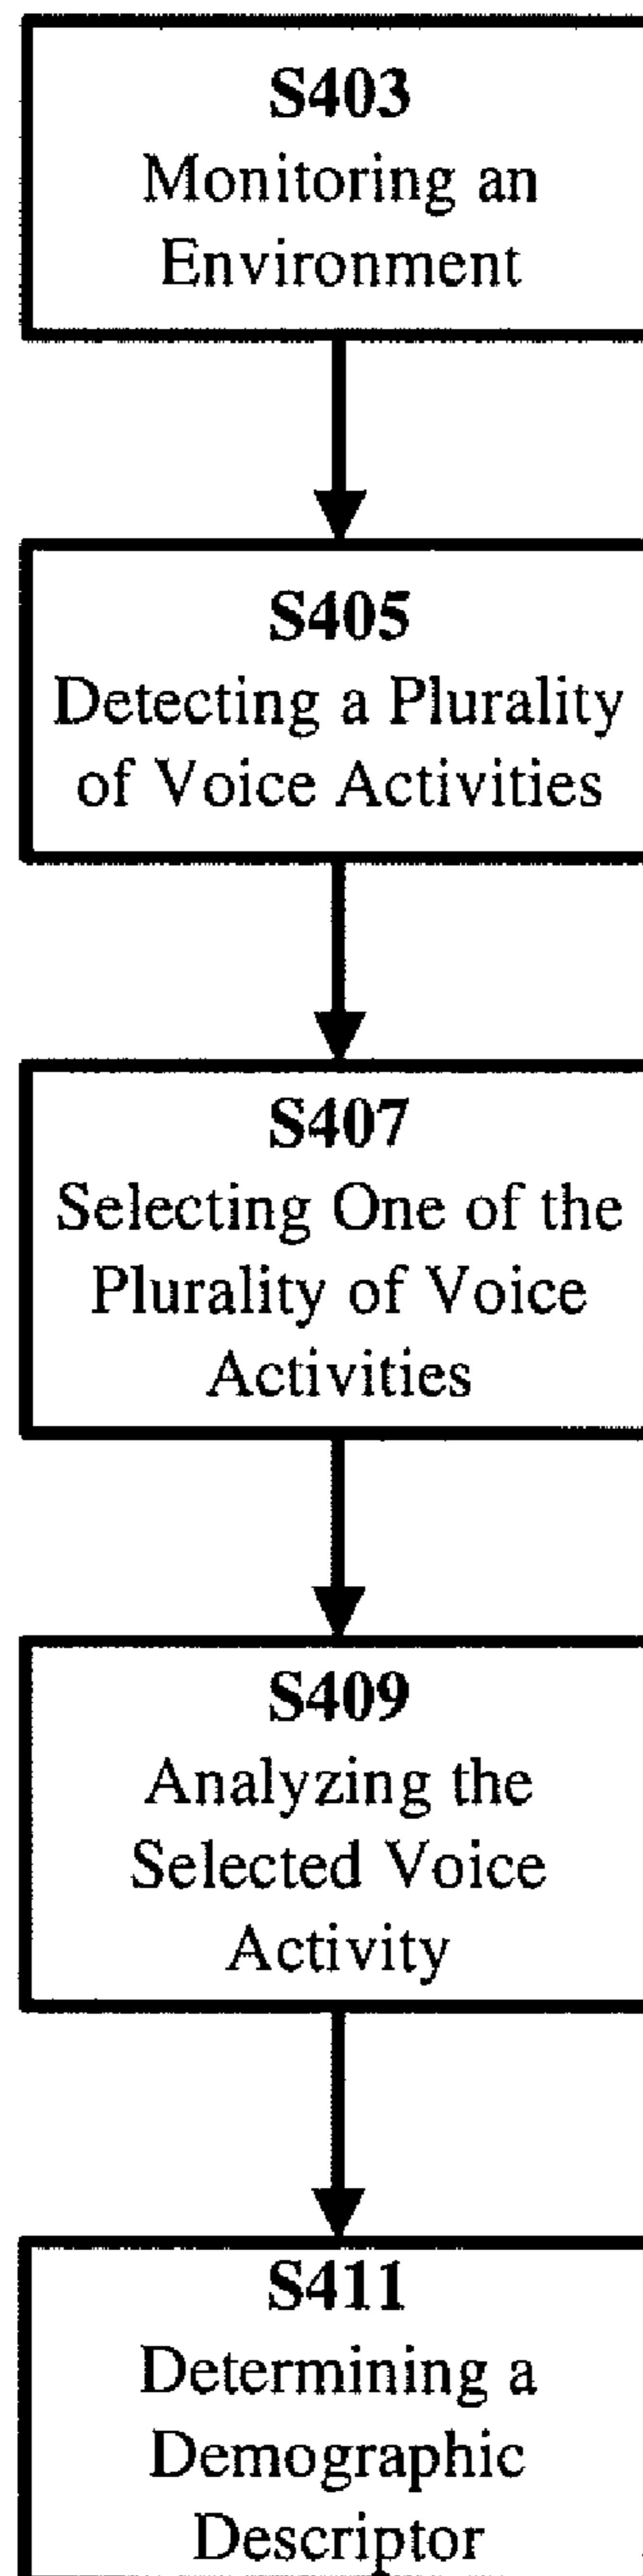 S403
Monitoring an
Environment
S405
Detecting a Plurality
of Voice Activities
S407
Selecting One of the
Plurality of Voice
Activities
S409
Analyzing the
Selected Voice
Activity
S411
Determining a
Demographic
Descriptor